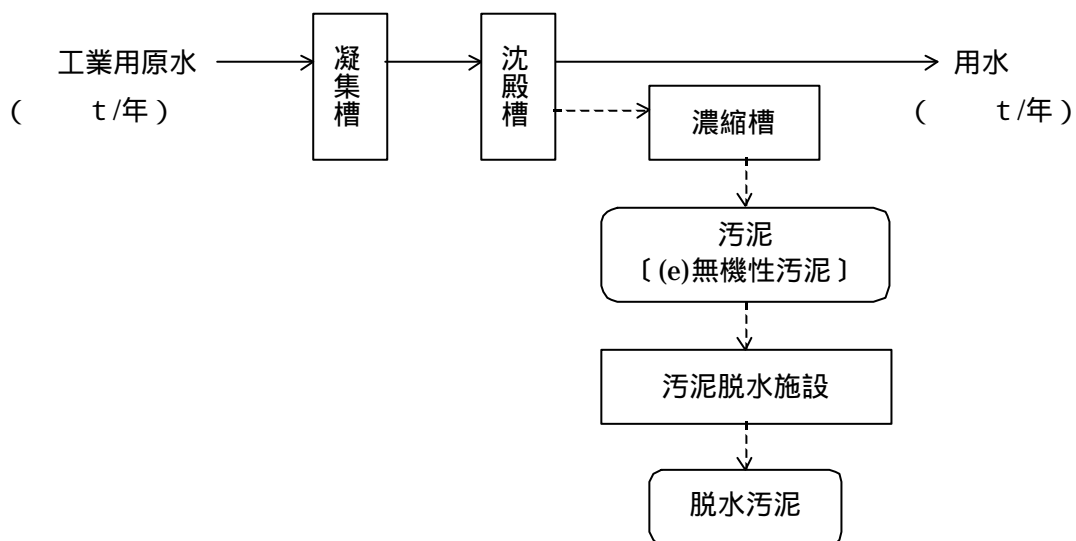 工業用原水
(　　ｔ/年)
凝集槽
沈殿槽
用水
(　　ｔ/年)
濃縮槽
汚泥
〔(e)無機性汚泥〕
汚泥脱水施設
脱水汚泥